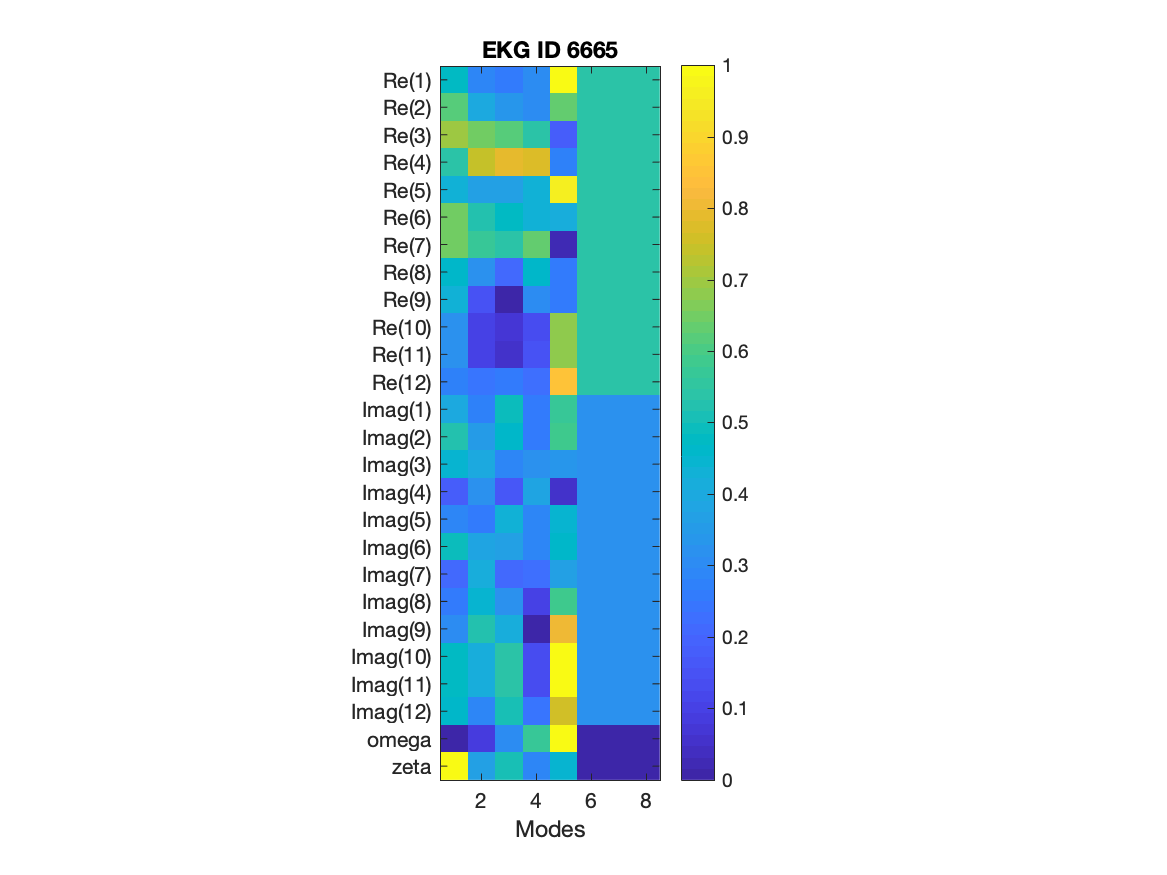 EKG ID 6665
Re(1)
Re(2)
Re(3)
Re(4)
Re(5)
Re(6)
Re(7)
Re(8)
Re(9)
Re(10)
Re(11)
Re(12)
Imag(1)
Imag(2)
Imag(3)
Imag(4)
Imag(5)
Imag(6)
Imag(7)
Imag(8)
Imag(9)
Imag(10)
Imag(11)
Imag(12)
omega
zeta
2 4 6 8
Modes
1
0.9
0.8
0.7
0.6
0.5
0.4
0.3
0.2
0.1
0